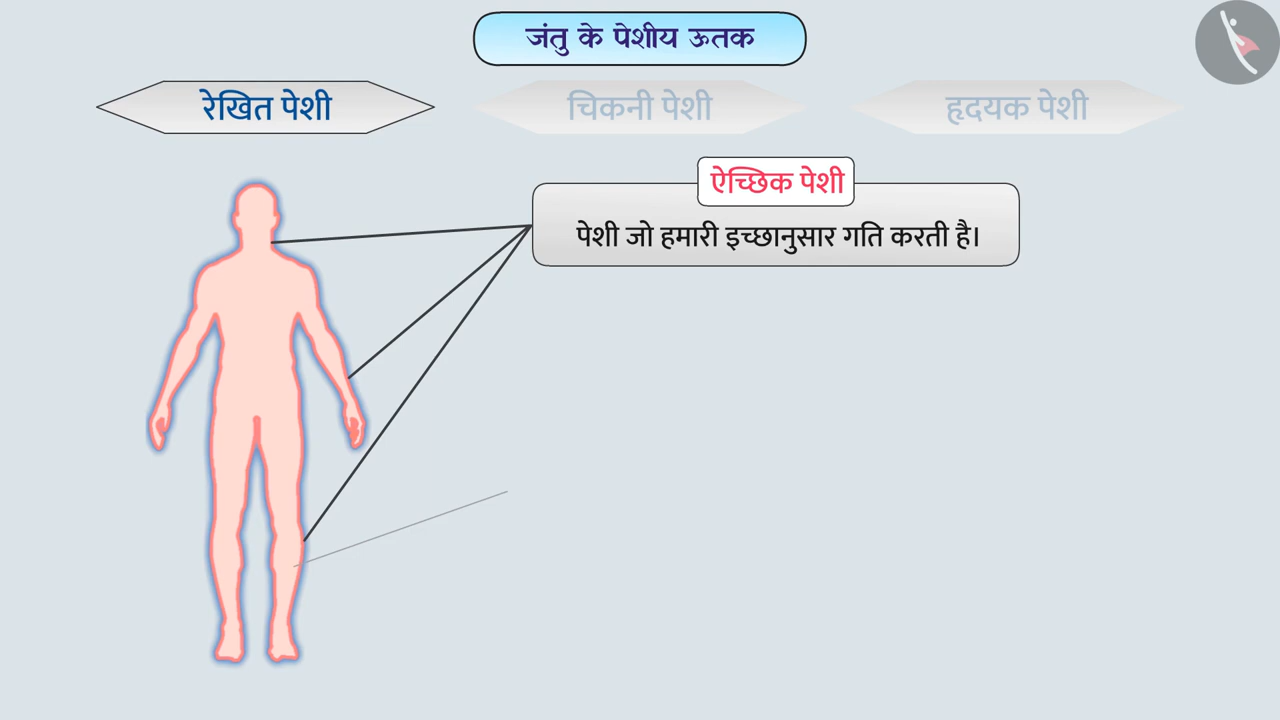 जंतु के पेशीय ऊतक
रेखित पेशी
चिकनी पेशी
हृदयक पेशी
ऐच्छिक पेशी
पेशी जो हमारी इच्छानुसार गति करती है।